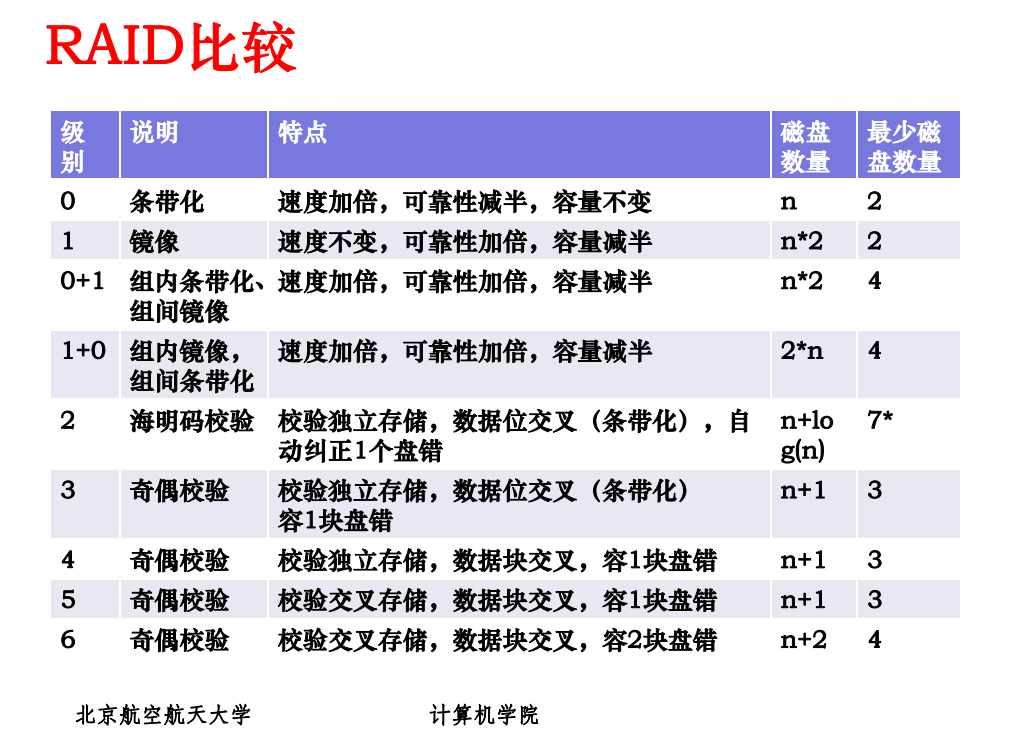 RAID比较
级别 说明 特点 磁盘数量 最少磁盘数量
0 条带化 速度加倍，可靠性减半，容量不变 n 2
1 镜像 速度不变，可靠性加倍，容量减半 n*2 2
0+1 组内条带化、组间镜像 速度加倍，可靠性加倍，容量减半 n*2 4
1+0 组内镜像，组间条带化 速度加倍，可靠性加倍，容量减半 2*n 4
2 海明码校验 校验独立存储，数据位交叉（条带化），自动纠正1个盘错 n+log(n) 7*
3 奇偶校验 校验独立存储，数据位交叉（条带化） 容1块盘错 n+1 3
4 奇偶校验 校验独立存储，数据块交叉，容1块盘错 n+1 3
5 奇偶校验 校验交叉存储，数据块交叉，容1块盘错 n+1 3
6 奇偶校验 校验交叉存储，数据块交叉，容2块盘错 n+2 4
北京航空航天大学 计算机学院